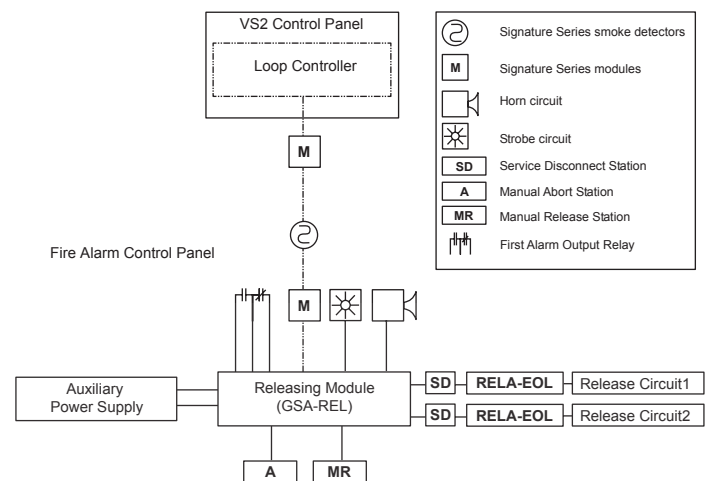 VS2 Control Panel
Loop Controller
M
Fire Alarm Control Panel
M
Auxiliary
Power Supply
Releasing Module
(GSA-REL)
SD
RELA-EOL
Release Circuit1
SD
RELA-EOL
Release Circuit2
A
MR
Signature Series smoke detectors
M
Signature Series modules
Horn circuit
Strobe circuit
SD
Service Disconnect Station
A
Manual Abort Station
MR
Manual Release Station
First Alarm Output Relay